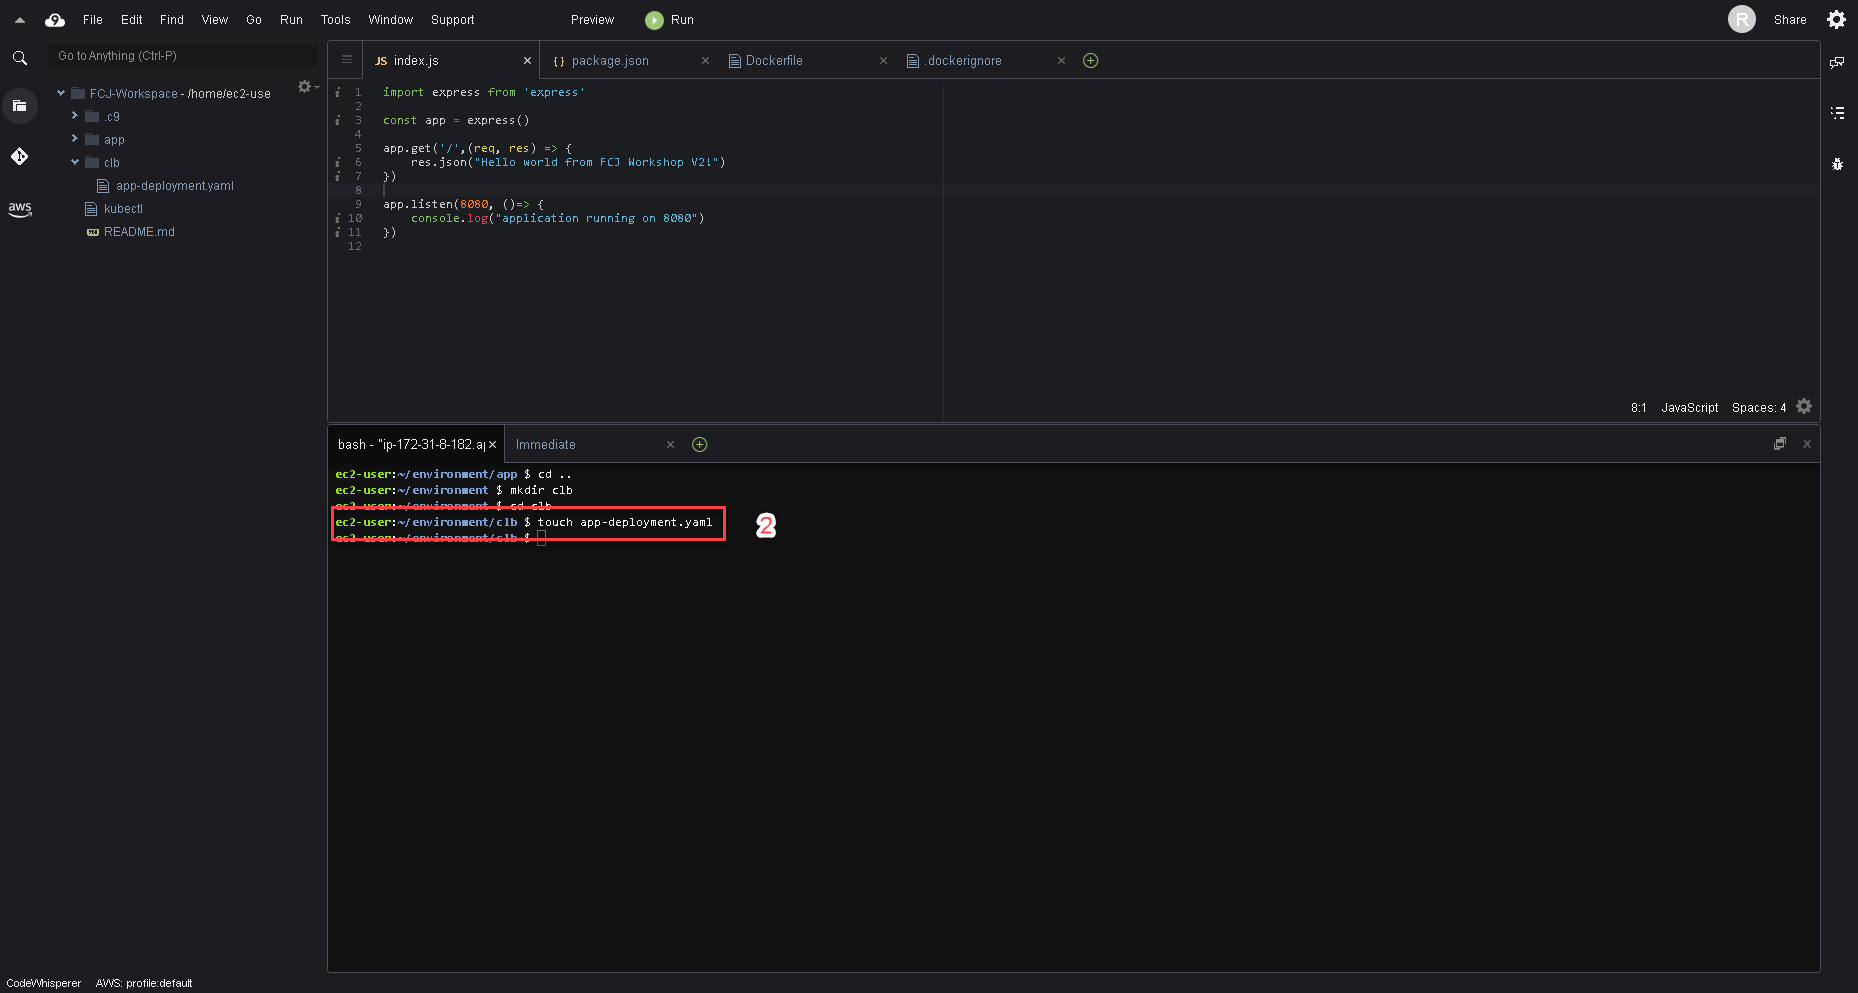 File Edit Find View Go Run Tools Window Support Preview Run R Share
Go to Anything (Ctrl-P)
FCJ-Workspace - /home/ec2-use
.c9
app
clb
app-deployment.yaml
kubectl
README.md
aws
JS index.js
{ } package.json
Dockerfile
.dockerignore
1 import express from 'express'
2
3 const app = express()
4
5 app.get('/',(req, res) => {
6 res.json("Hello world from FCJ Workshop V2!")
7 })
8
9 app.listen(8080, ()=> {
10 console.log("application running on 8080")
11 })
12
8:1 JavaScript Spaces: 4
bash - "ip-172-31-8-182.ap
Immediate
ec2-user:~/environment/app $ cd ..
ec2-user:~/environment $ mkdir clb
ec2-user:~/environment $ cd clb
ec2-user:~/environment/clb $ touch app-deployment.yaml
ec2-user:~/environment/clb $
2
CodeWhisperer AWS: profile:default